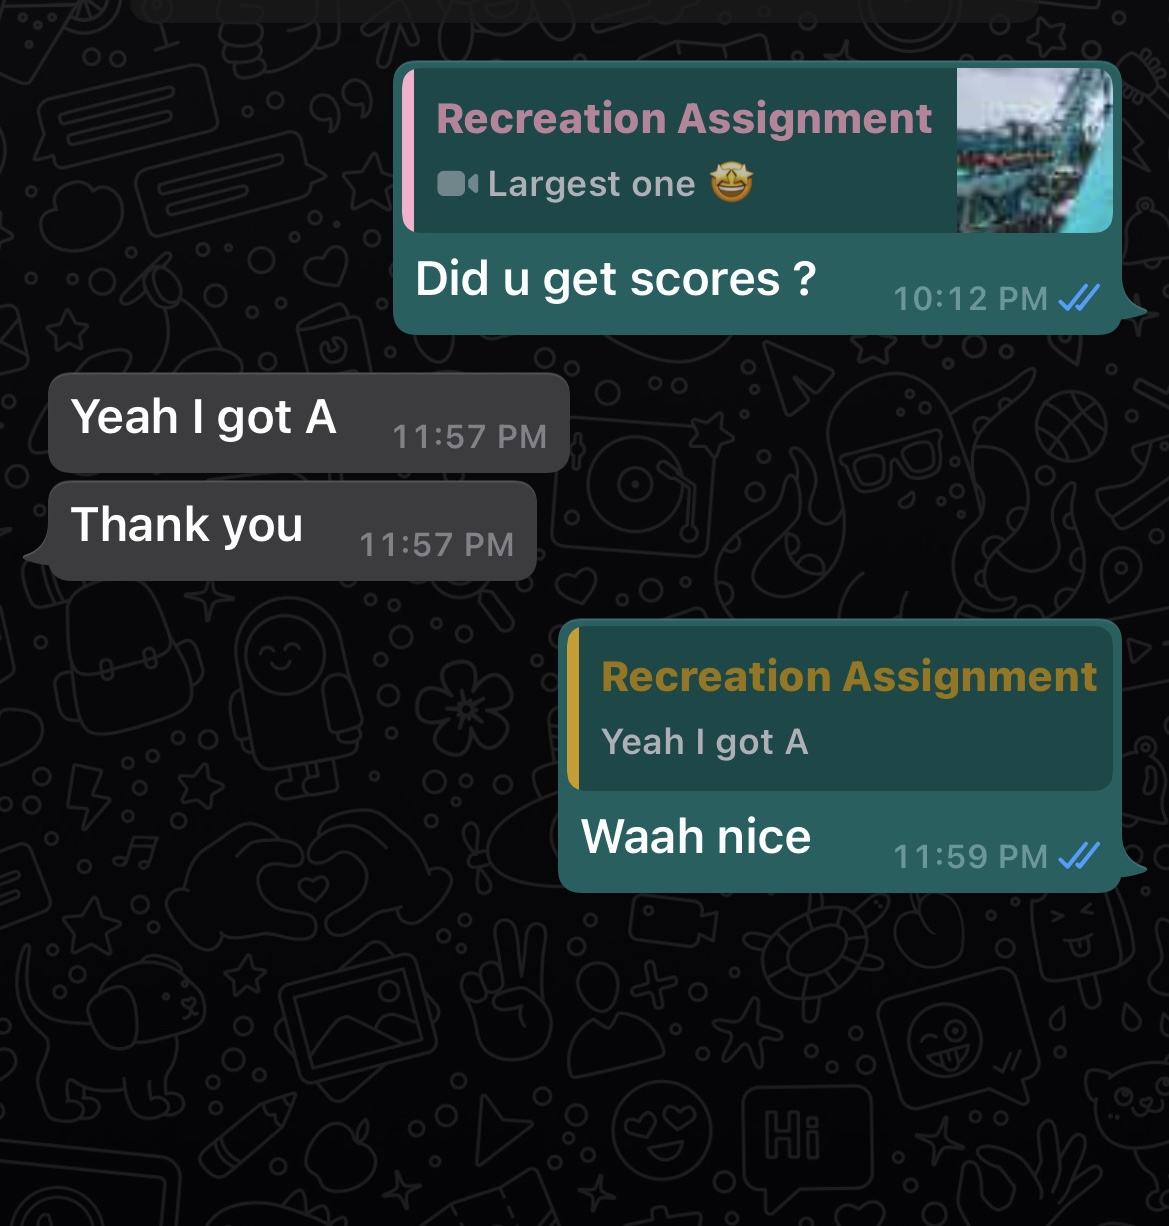 Recreation Assignment
Largest one 🤩
Did u get scores ?
10:12 PM
Yeah I got A
11:57 PM
Thank you
11:57 PM
Recreation Assignment
Yeah I got A
Waah nice
11:59 PM
Hi